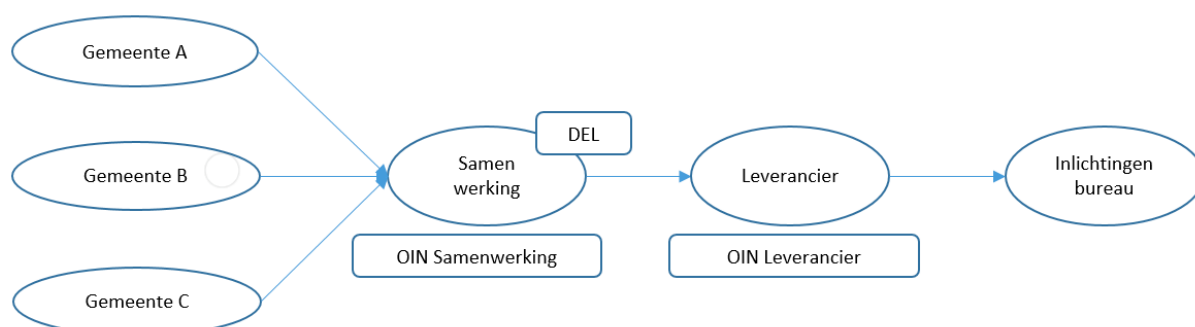 Gemeente A
DEL
Samen
werking
Gemeente B
Leverancier
Inlichtingen
bureau
OIN Samenwerking
OIN Leverancier
Gemeente C